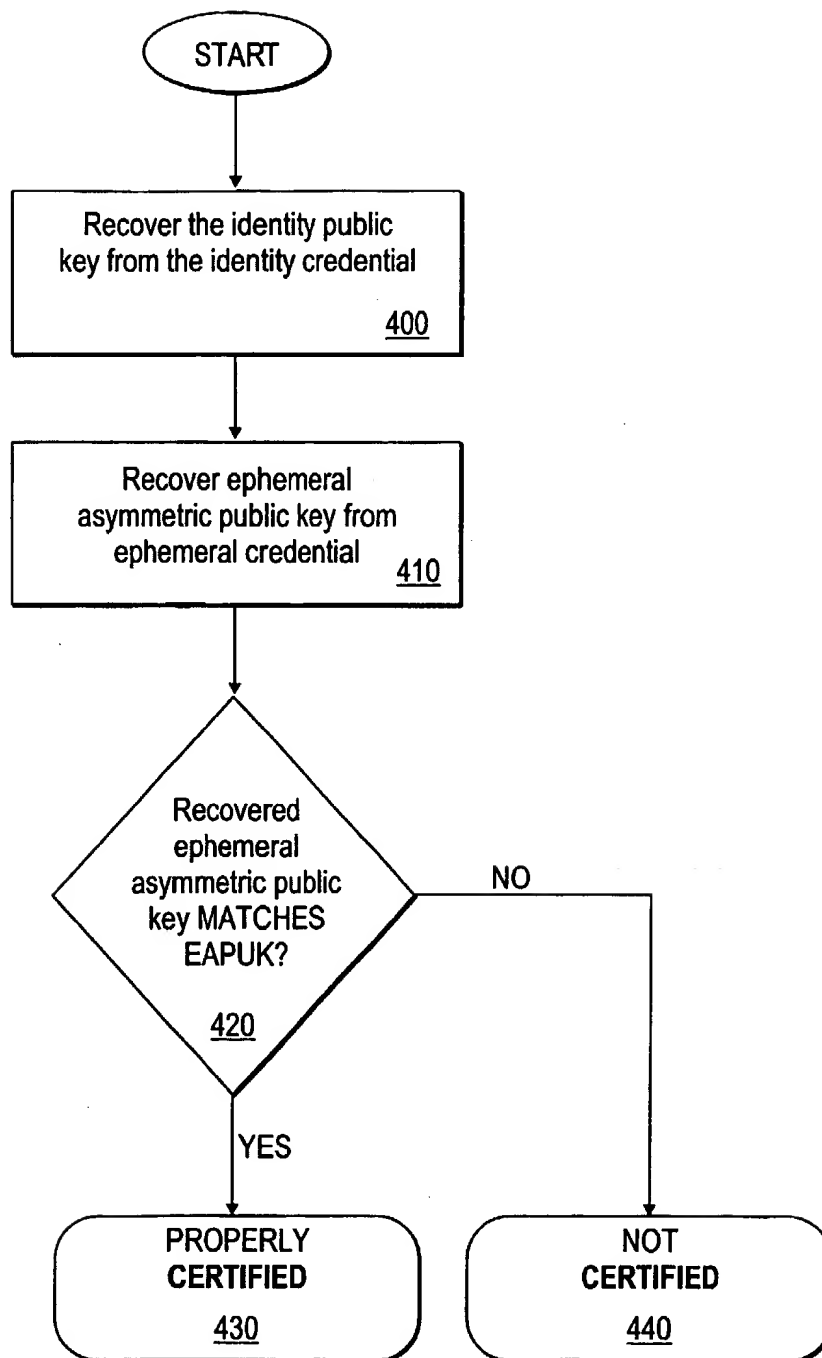 START
Recover the identity public
key from the identity credential
400
Recover ephemeral
asymmetric public key from
ephemeral credential
410
Recovered
ephemeral
asymmetric public
key MATCHES
EAPUK?
420
NO
YES
PROPERLY
CERTIFIED
430
NOT
CERTIFIED
440